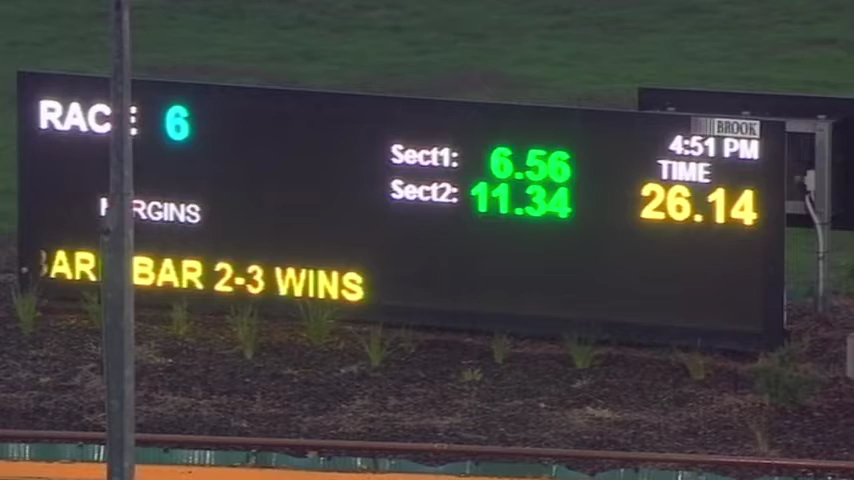 RACE 6
BROOK
4:51 PM
Sect1: 6.56
TIME
Sect2: 11.34
26.14
MARGINS
BAR 2-3 WINS